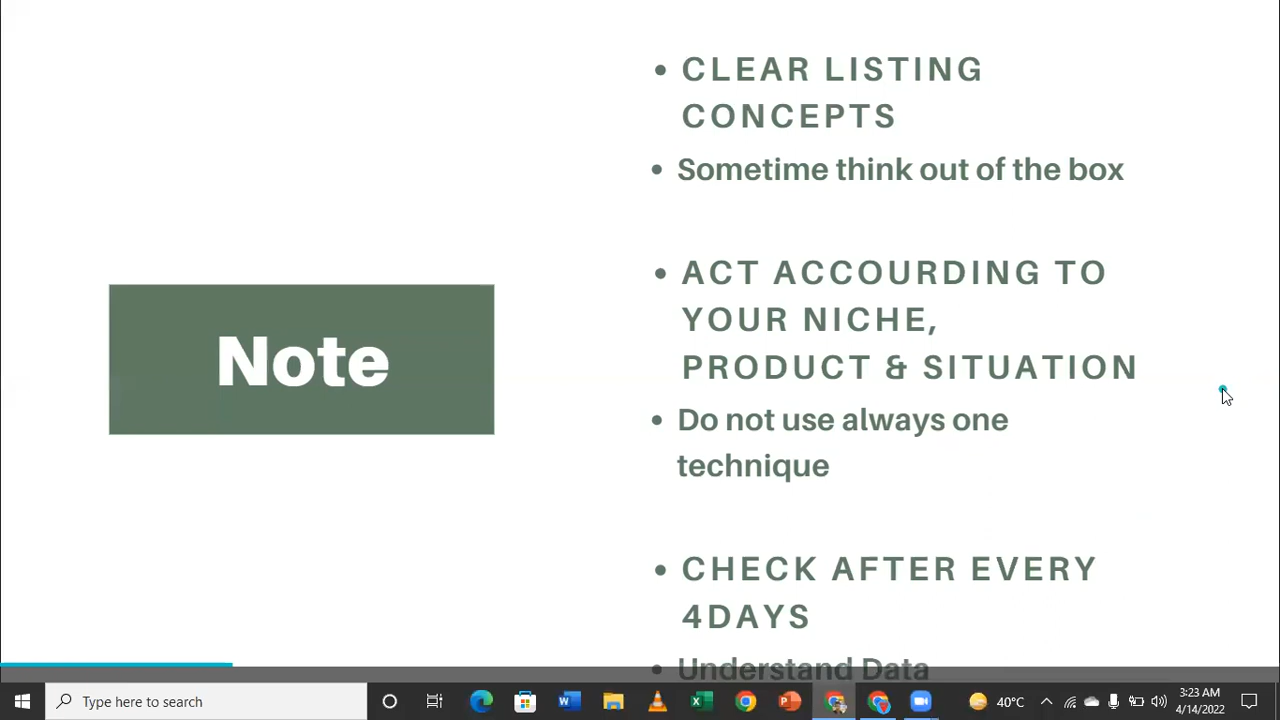 CLEAR LISTING
CONCEPTS
Sometime think out of the box
ACT ACCOURDING TO
YOUR NICHE,
PRODUCT & SITUATION
Do not use always one
technique
CHECK AFTER EVERY
4DAYS
Understand Data
Note
Type here to search
40°C
3:23 AM
4/14/2022